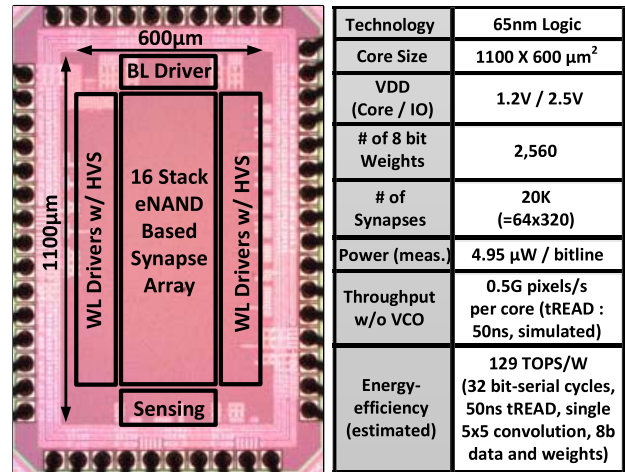 600µm
1100µm
BL Driver
WL Drivers w/ HVS
16 Stack
eNAND
Based
Synapse
Array
WL Drivers w/ HVS
Sensing
Technology
65nm Logic
Core Size
1100 X 600 µm²
VDD
(Core / IO)
1.2V / 2.5V
# of 8 bit
Weights
2,560
# of
Synapses
20K
(=64x320)
Power (meas.)
4.95 µW / bitline
Throughput
w/o VCO
0.5G pixels/s
per core (tREAD :
50ns, simulated)
Energy-
efficiency
(estimated)
129 TOPS/W
(32 bit-serial cycles,
50ns tREAD, single
5x5 convolution, 8b
data and weights)